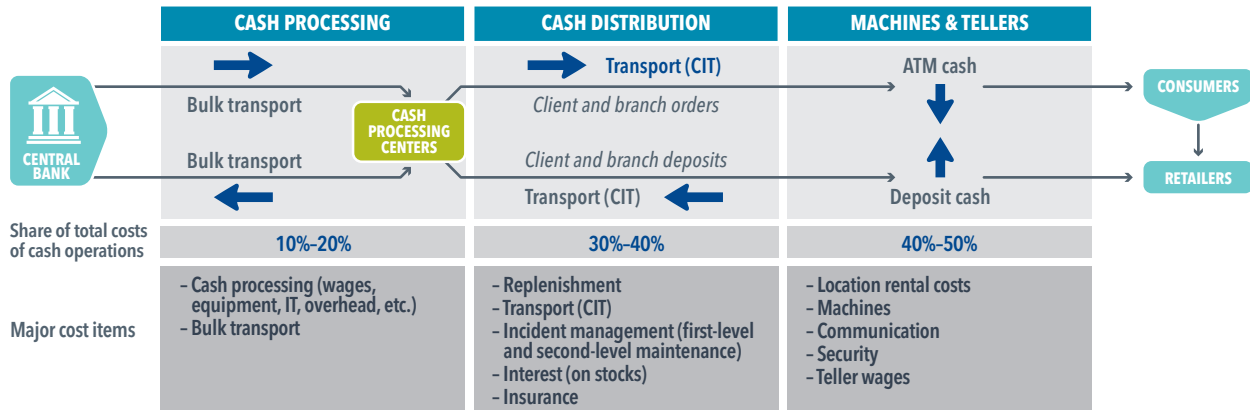 CASH PROCESSING
CASH DISTRIBUTION
MACHINES & TELLERS
Transport (CIT)
ATM cash
Bulk transport
Client and branch orders
CONSUMERS
CASH
PROCESSING
CENTERS
CENTRAL
BANK
Bulk transport
Client and branch deposits
RETAILERS
Transport (CIT)
Deposit cash
Share of total costs
of cash operations
10%–20%
30%–40%
40%–50%
Major cost items
– Cash processing (wages,
equipment, IT, overhead, etc.)
– Bulk transport
– Replenishment
– Transport (CIT)
– Incident management (first-level
and second-level maintenance)
– Interest (on stocks)
– Insurance
– Location rental costs
– Machines
– Communication
– Security
– Teller wages